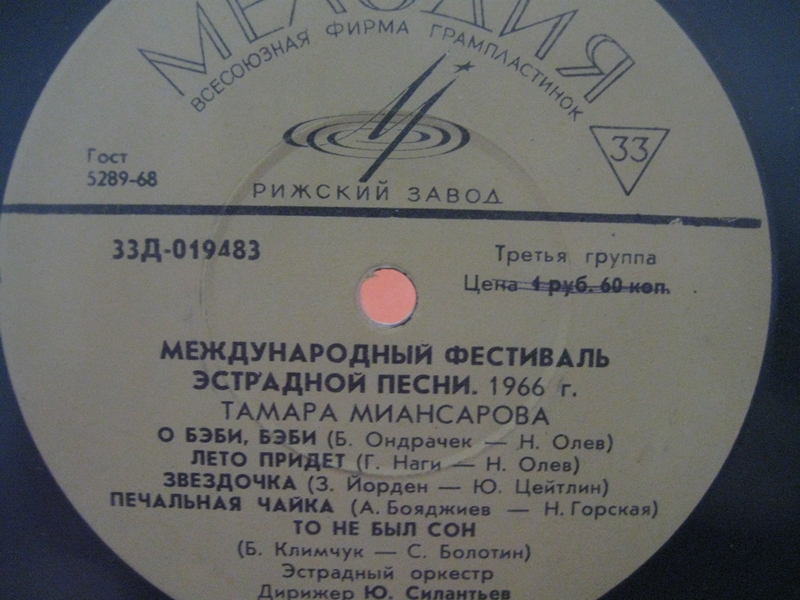 МЕЛОДИЯ
ВСЕСОЮЗНАЯ ФИРМА ГРАМПЛАСТИНОК
33
Гост
5289-68
РИЖСКИЙ ЗАВОД
33Д-019483
Третья группа
Цена 1 руб. 60 коп.
МЕЖДУНАРОДНЫЙ ФЕСТИВАЛЬ
ЭСТРАДНОЙ ПЕСНИ. 1966 г.
ТАМАРА МИАНСАРОВА
О БЭБИ, БЭБИ (Б. Ондрачек — Н. Олев)
ЛЕТО ПРИДЕТ (Г. Наги — Н. Олев)
ЗВЕЗДОЧКА (З. Йорден — Ю. Цейтлин)
ПЕЧАЛЬНАЯ ЧАЙКА (А. Бояджиев — Н. Горская)
ТО НЕ БЫЛ СОН
(Б. Климчук — С. Болотин)
Эстрадный оркестр
Дирижер Ю. Силантьев